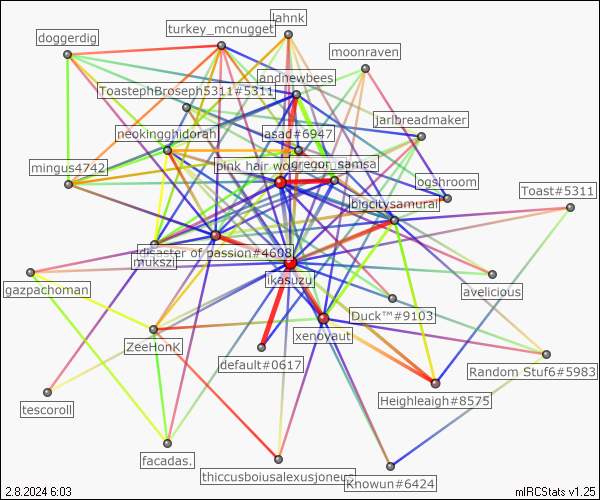 lahnk
turkey_mcnugget
doggerdig
moonraven
andnewbees
ToastephBroseph5311#5311
jarlbreadmaker
neokingghidorah
asad#6947
pink hair wo
gregor_samsa
mingus4742
ogshroom
Toast#5311
bigcitysamurai
disaster of passion#4608
mukszi
ikasuzu
gazpachoman
avelicious
Duck™#9103
xenoyaut
ZeeHonK
default#0617
Random Stuf6#5983
Heighleigh#8575
tescoroll
facadas.
thiccusboiusalexusjoneus
Knowun#6424
2.8.2024 6:03
mIRCStats v1.25